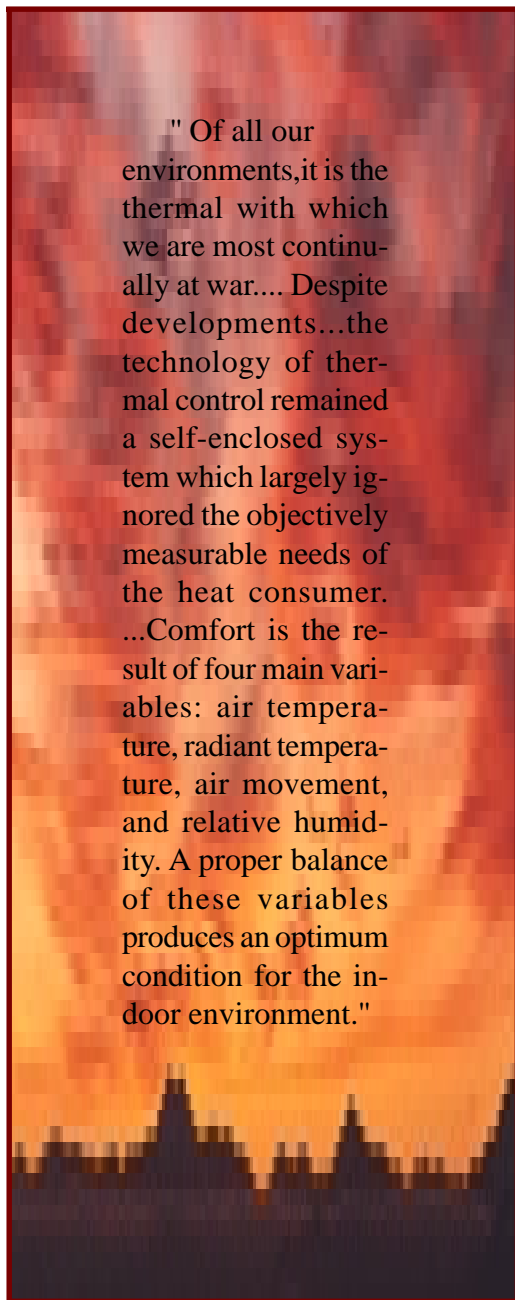 " Of all our
environments,it is the
thermal with which
we are most continu-
ally at war.... Despite
developments...the
technology of ther-
mal control remained
a self-enclosed sys-
tem which largely ig-
nored the objectively
measurable needs of
the heat consumer.
...Comfort is the re-
sult of four main vari-
ables: air tempera-
ture, radiant tempera-
ture, air movement,
and relative humid-
ity. A proper balance
of these variables
produces an optimum
condition for the in-
door environment."